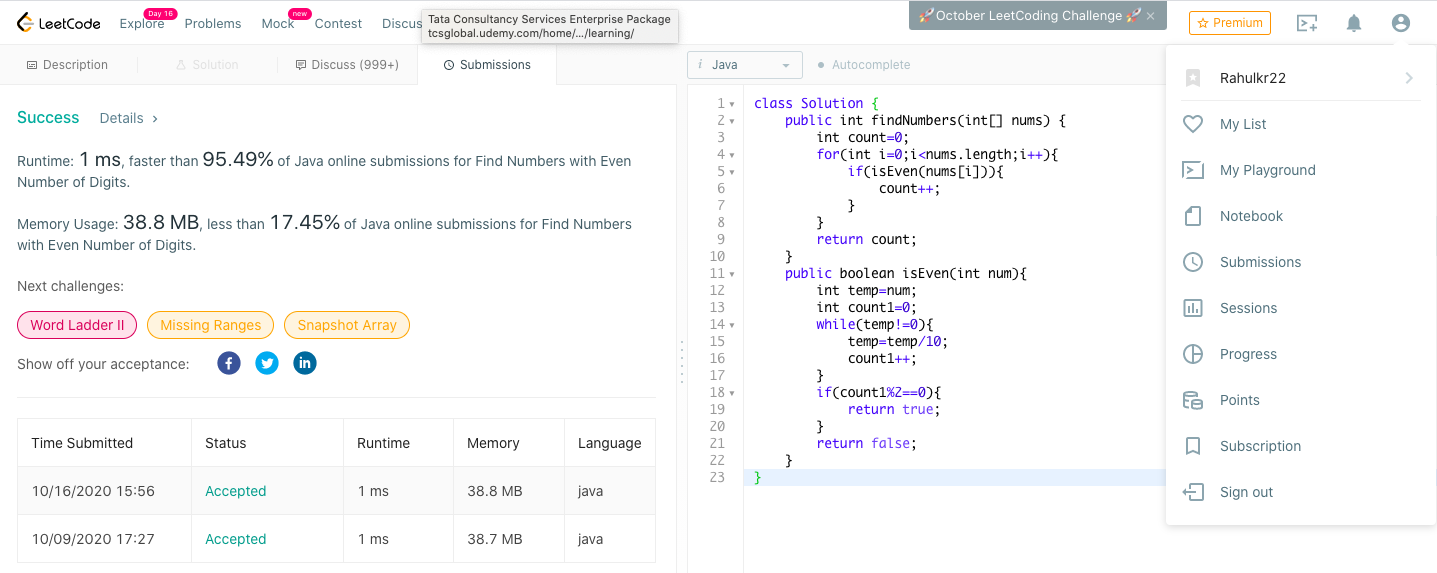 LeetCode
Explore
Day 16
Problems
Mock
new
Contest
Discus
Tata Consultancy Services Enterprise Package
tcsglobal.udemy.com/home/.../learning/
🚀October LeetCoding Challenge 🚀 ×
Premium
Description
Solution
Discuss (999+)
Submissions
i Java
Autocomplete
Success Details >
Runtime: 1 ms, faster than 95.49% of Java online submissions for Find Numbers with Even
Number of Digits.
Memory Usage: 38.8 MB, less than 17.45% of Java online submissions for Find Numbers
with Even Number of Digits.
Next challenges:
Word Ladder II Missing Ranges Snapshot Array
Show off your acceptance:
Time Submitted Status Runtime Memory Language
10/16/2020 15:56 Accepted 1 ms 38.8 MB java
10/09/2020 17:27 Accepted 1 ms 38.7 MB java
1 class Solution {
2 public int findNumbers(int[] nums) {
3 int count=0;
4 for(int i=0;i<nums.length;i++){
5 if(isEven(nums[i])){
6 count++;
7 }
8 }
9 return count;
10 }
11 public boolean isEven(int num){
12 int temp=num;
13 int count1=0;
14 while(temp!=0){
15 temp=temp/10;
16 count1++;
17 }
18 if(count1%2==0){
19 return true;
20 }
21 return false;
22 }
23 }
Rahulkr22
My List
My Playground
Notebook
Submissions
Sessions
Progress
Points
Subscription
Sign out